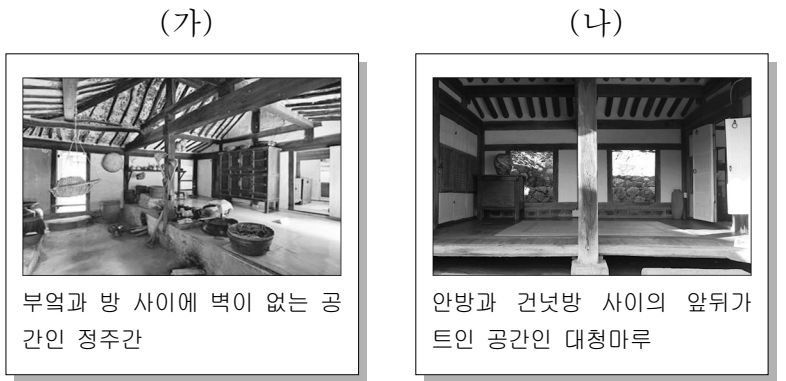 (가)
부엌과 방 사이에 벽이 없는 공
간인 정주간
(나)
안방과 건넛방 사이의 앞뒤가
트인 공간인 대청마루